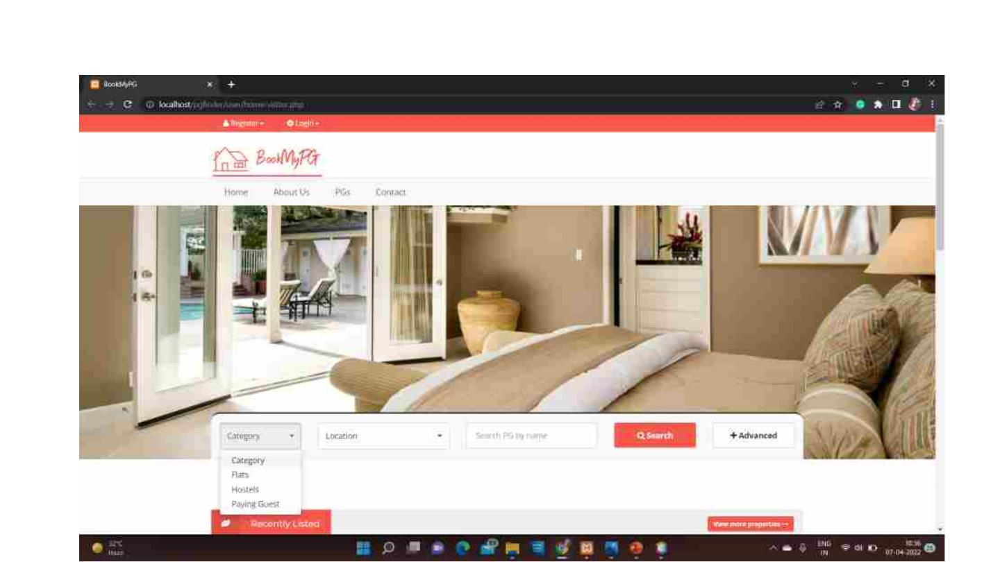 BookMyPG
localhost/pgfinder/user/home/visitor.php
Register Login
BookMyPG
Home About Us PGs Contact
Category Location Search PG by name Search + Advanced
Category
Flats
Hostels
Paying Guest
Recently Listed View more properties
32°C ENG 10:36
Haze IN 07-04-2022